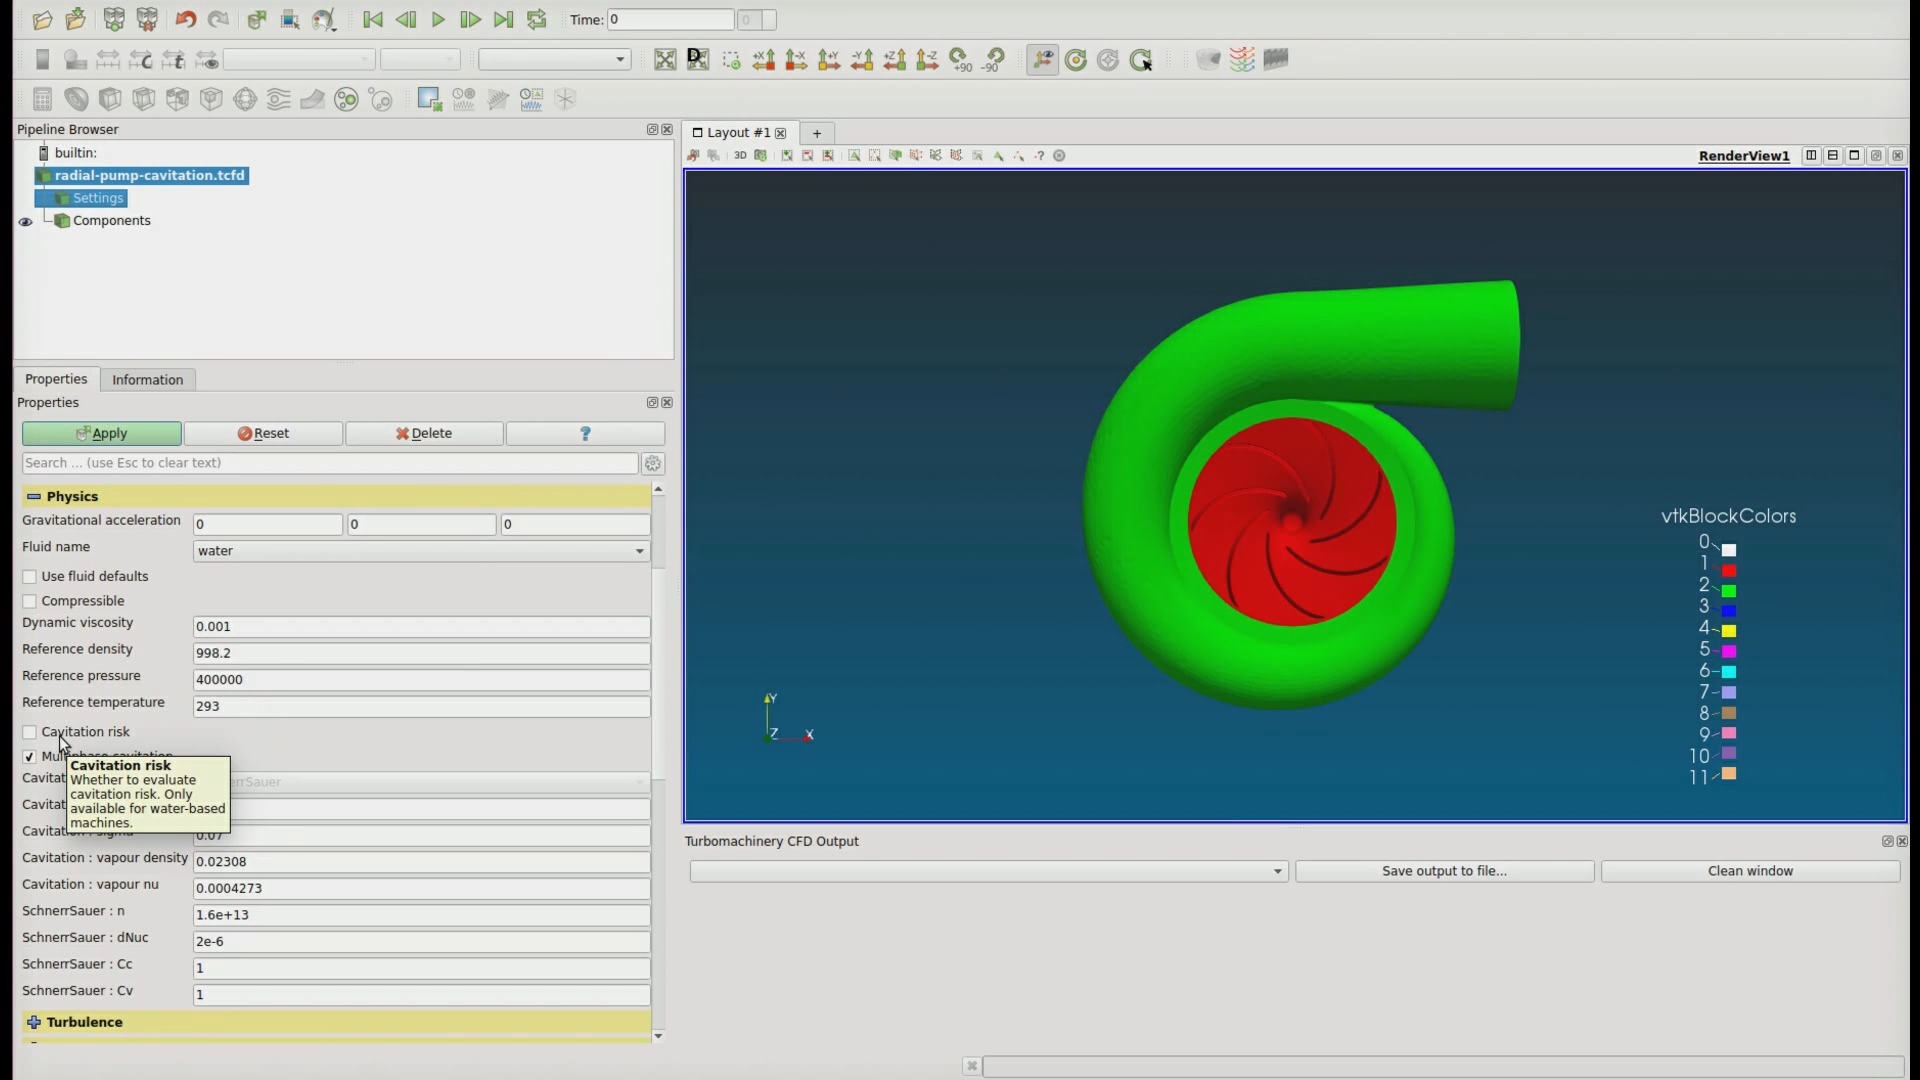 Time: 0
0
D
+X
-X
+Y
-Y
+Z
-Z
+90
-90
Pipeline Browser
builtin:
radial-pump-cavitation.tcfd
Settings
Components
Properties
Information
Properties
Apply
Reset
Delete
?
Search ... (use Esc to clear text)
Physics
Gravitational acceleration 0 0 0
Fluid name water
Use fluid defaults
Compressible
Dynamic viscosity 0.001
Reference density 998.2
Reference pressure 400000
Reference temperature 293
Cavitation risk
Cavitation risk
Whether to evaluate
cavitation risk. Only
available for water-based
machines.
0.07
Cavitation : vapour density 0.02308
Cavitation : vapour nu 0.0004273
SchnerrSauer : n 1.6e+13
SchnerrSauer : dNuc 2e-6
SchnerrSauer : Cc 1
SchnerrSauer : Cv 1
Turbulence
Layout #1
+
3D
?
RenderView1
vtkBlockColors
0
1
2
3
4
5
6
7
8
9
10
11
Y
Z
X
Turbomachinery CFD Output
Save output to file...
Clean window